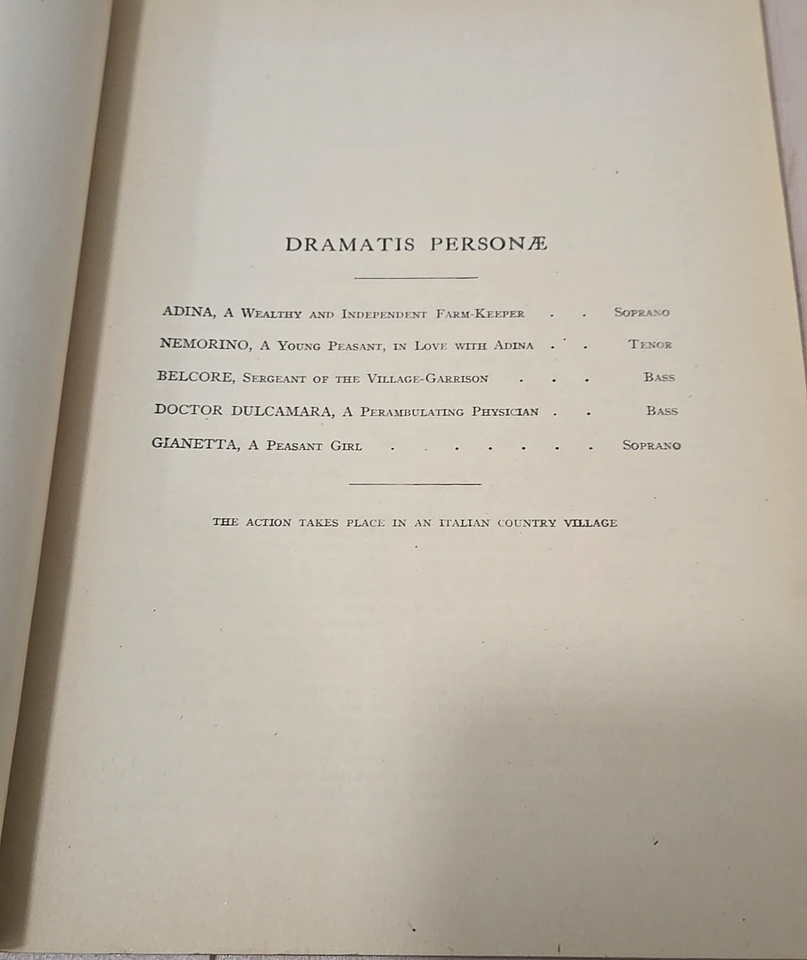 DRAMATIS PERSONÆ
ADINA, A Wealthy and Independent Farm-Keeper . . Soprano
NEMORINO, A Young Peasant, in Love with Adina . . Tenor
BELCORE, Sergeant of the Village-Garrison . . . Bass
DOCTOR DULCAMARA, A Perambulating Physician . . Bass
GIANETTA, A Peasant Girl . . . . . . . Soprano
THE ACTION TAKES PLACE IN AN ITALIAN COUNTRY VILLAGE